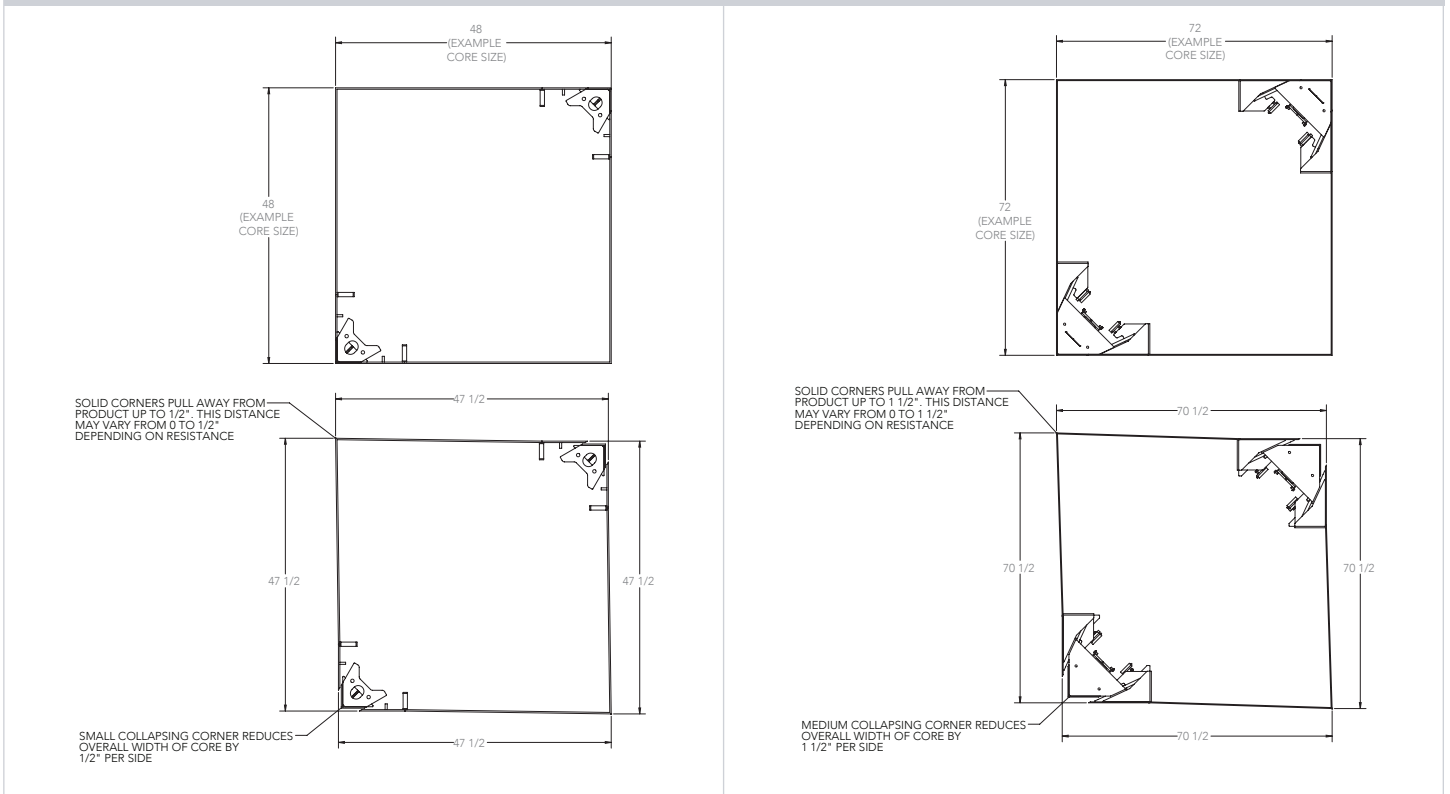 48
(EXAMPLE
CORE SIZE)
48
(EXAMPLE
CORE SIZE)
SOLID CORNERS PULL AWAY FROM
PRODUCT UP TO 1/2". THIS DISTANCE
MAY VARY FROM 0 TO 1/2"
DEPENDING ON RESISTANCE
47 1/2
47 1/2
47 1/2
SMALL COLLAPSING CORNER REDUCES
OVERALL WIDTH OF CORE BY
1/2" PER SIDE
47 1/2
72
(EXAMPLE
CORE SIZE)
72
(EXAMPLE
CORE SIZE)
SOLID CORNERS PULL AWAY FROM
PRODUCT UP TO 1 1/2". THIS DISTANCE
MAY VARY FROM 0 TO 1 1/2"
DEPENDING ON RESISTANCE
70 1/2
70 1/2
70 1/2
MEDIUM COLLAPSING CORNER REDUCES
OVERALL WIDTH OF CORE BY
1 1/2" PER SIDE
70 1/2